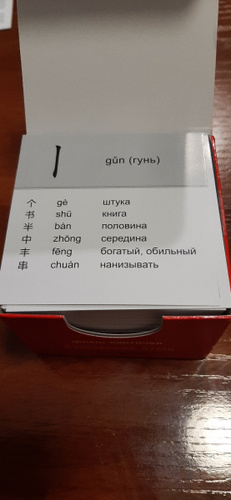 丨 gǔn (гунь)
个 gè штука
书 shū книга
半 bàn половина
中 zhōng середина
丰 fēng богатый, обильный
串 chuàn нанизывать